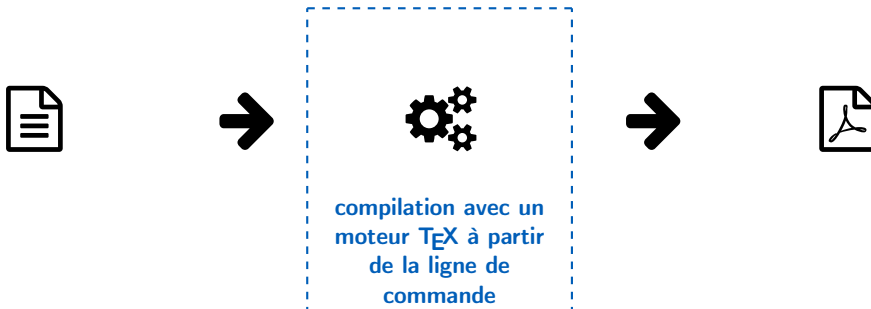 compilation avec un
moteur TEX à partir
de la ligne de
commande